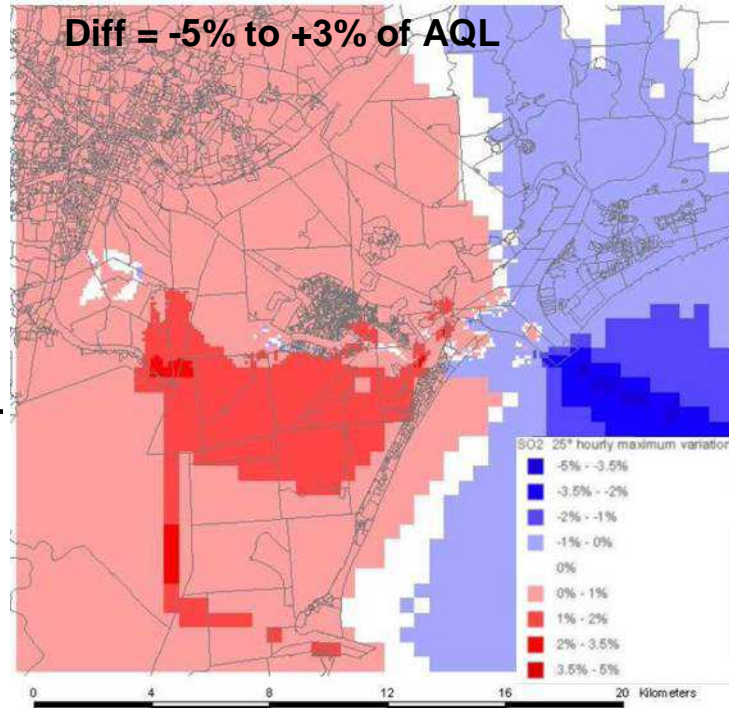 Diff = -5% to +3% of AQL
SO2 25° hourly maximum variation
-5% - -3.5%
-3.5% - -2%
-2% - -1%
-1% - 0%
0%
0% - 1%
1% - 2%
2% - 3.5%
3.5% - 5%
0 4 8 12 16 20 Kilometers